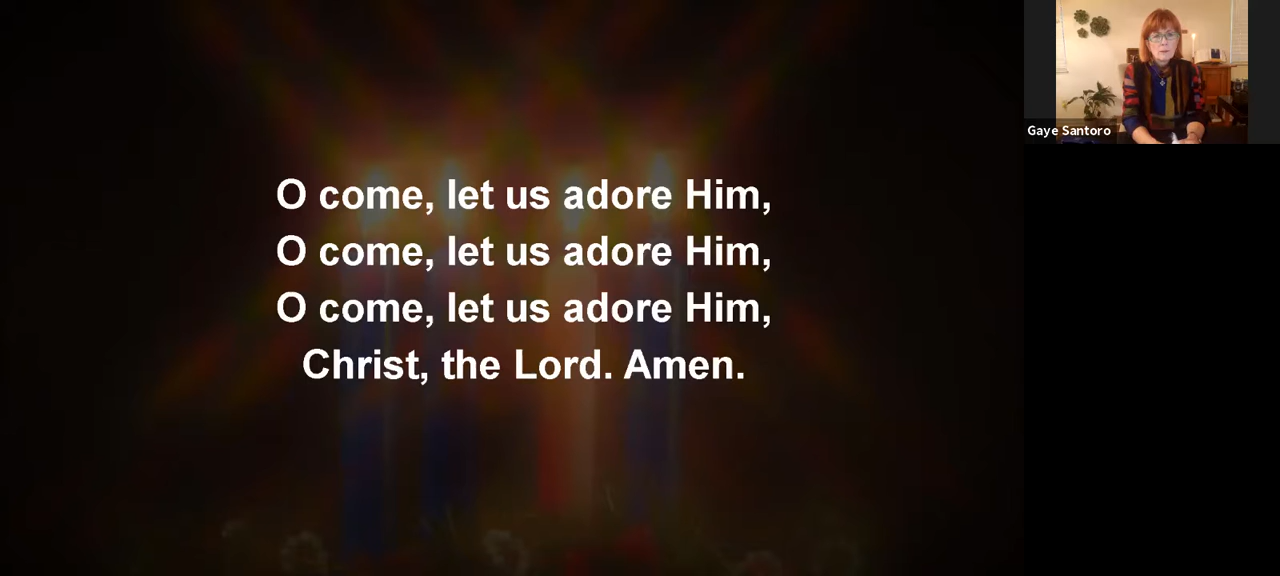 O come, let us adore Him,
O come, let us adore Him,
O come, let us adore Him,
Christ, the Lord. Amen.
Gaye Santoro